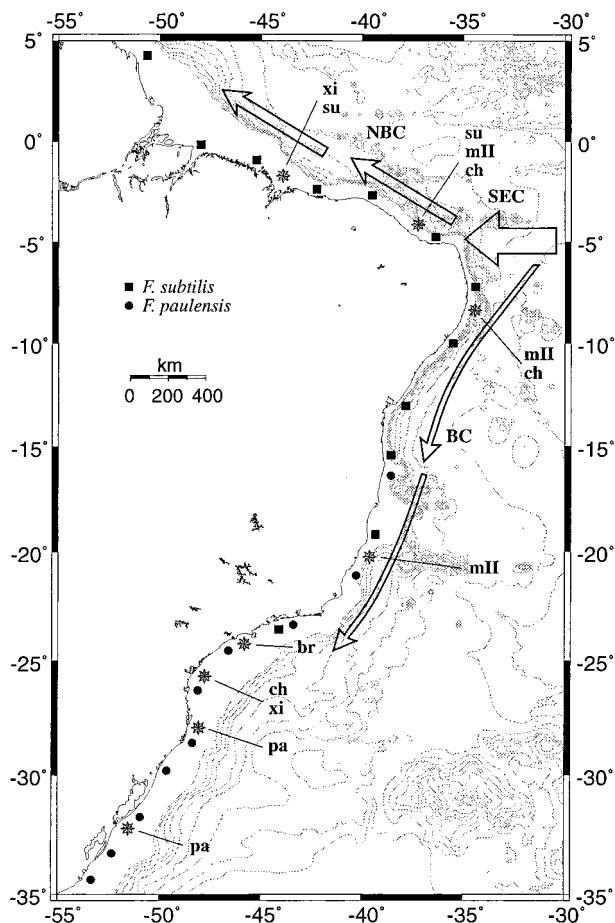 -55 -50° -45° -40° -35° -30
5° 5°
xi
su
NBC
su
mII
ch
0° 0°
SEC
-5° -5°
■ F. subtilis
● F. paulensis
km
0 200 400
mII
ch
-10° -10°
BC
-15° -15°
-20° -20°
mII
br
-25° -25°
ch
xi
pa
-30° -30°
pa
-35° -35°
-55 -50° -45° -40° -35° -30